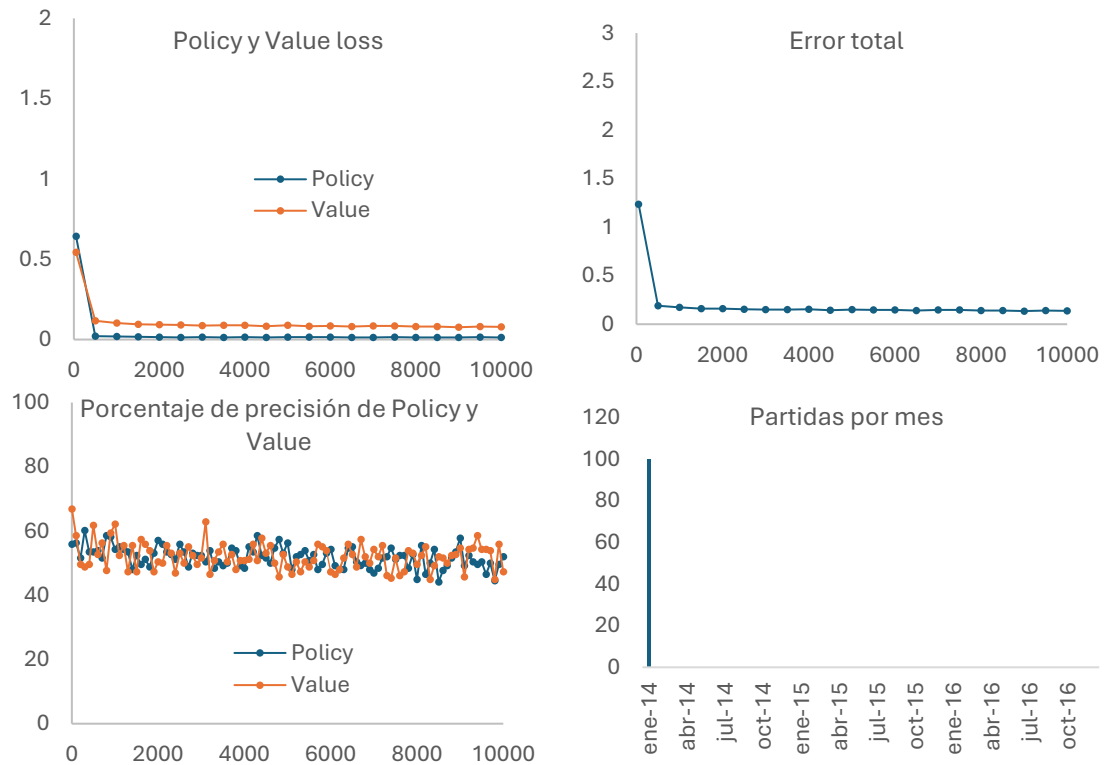 Policy y Value loss
2
1.5
1
0.5
0
Policy
Value
0 2000 4000 6000 8000 10000
Error total
3
2.5
2
1.5
1
0.5
0
0 2000 4000 6000 8000 10000
Porcentaje de precisión de Policy y
Value
100
80
60
40
20
0
Policy
Value
0 2000 4000 6000 8000 10000
Partidas por mes
120
100
80
60
40
20
0
ene-14
abr-14
jul-14
oct-14
ene-15
abr-15
jul-15
oct-15
ene-16
abr-16
jul-16
oct-16